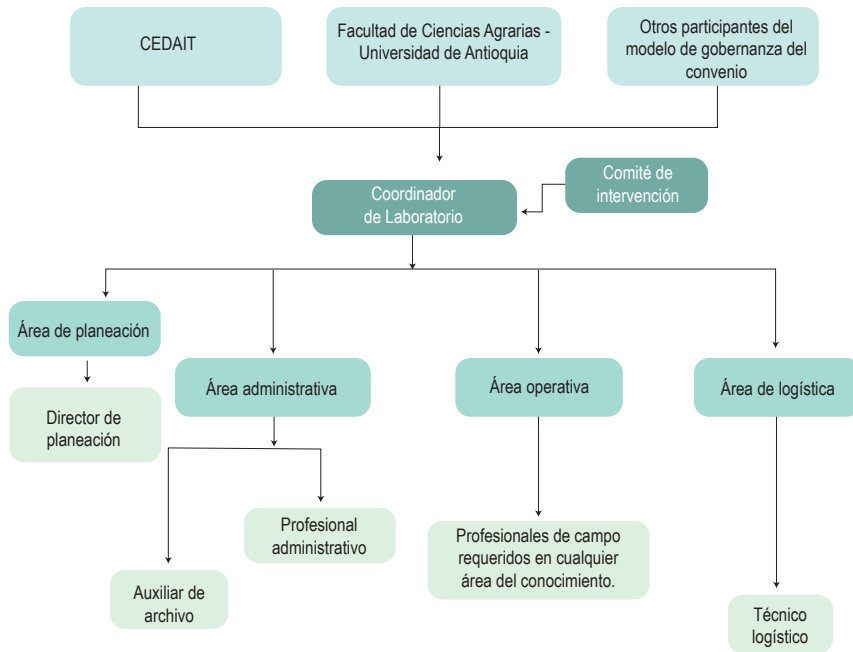 CEDAIT
Facultad de Ciencias Agrarias -
Universidad de Antioquia
Otros participantes del
modelo de gobernanza del
convenio
Coordinador
de Laboratorio
Comité de
intervención
Área de planeación
Director de
planeación
Área administrativa
Área operativa
Área de logística
Profesional
administrativo
Auxiliar de
archivo
Profesionales de campo
requeridos en cualquier
área del conocimiento.
Técnico
logístico